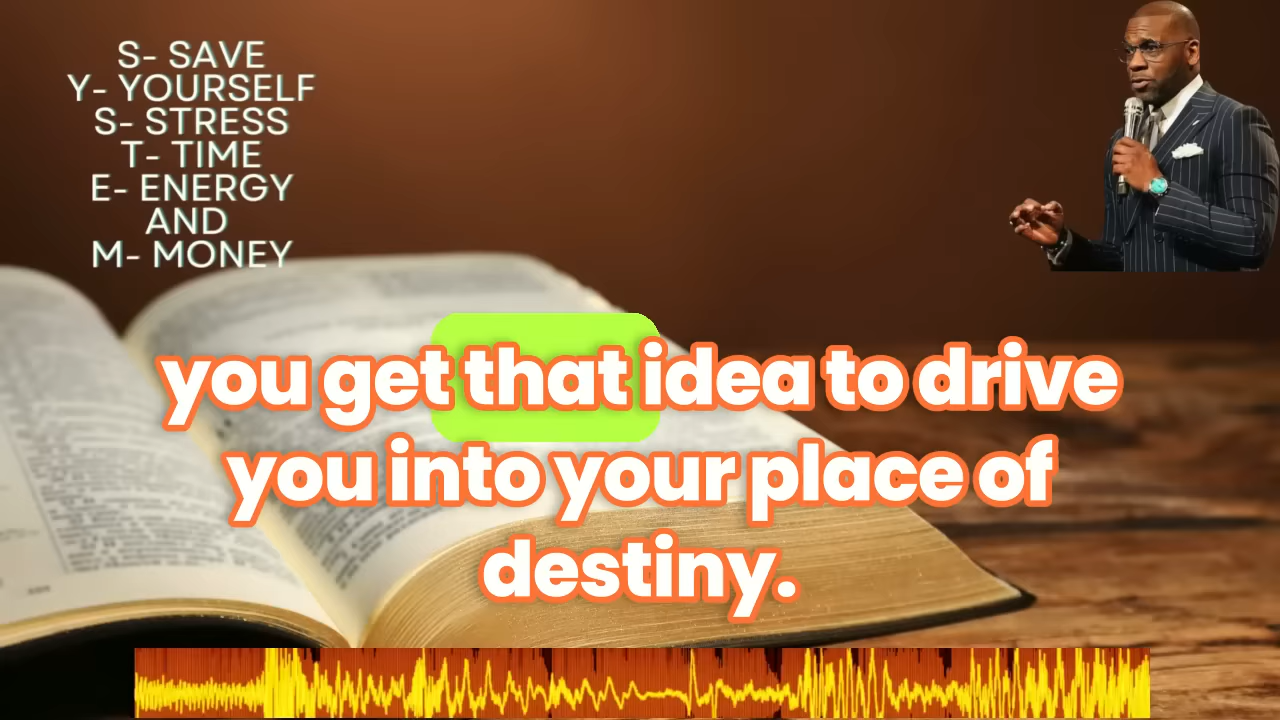 S- SAVE
Y- YOURSELF
S- STRESS
T- TIME
E- ENERGY
AND
M- MONEY
you get that idea to drive
you into your place of
destiny.